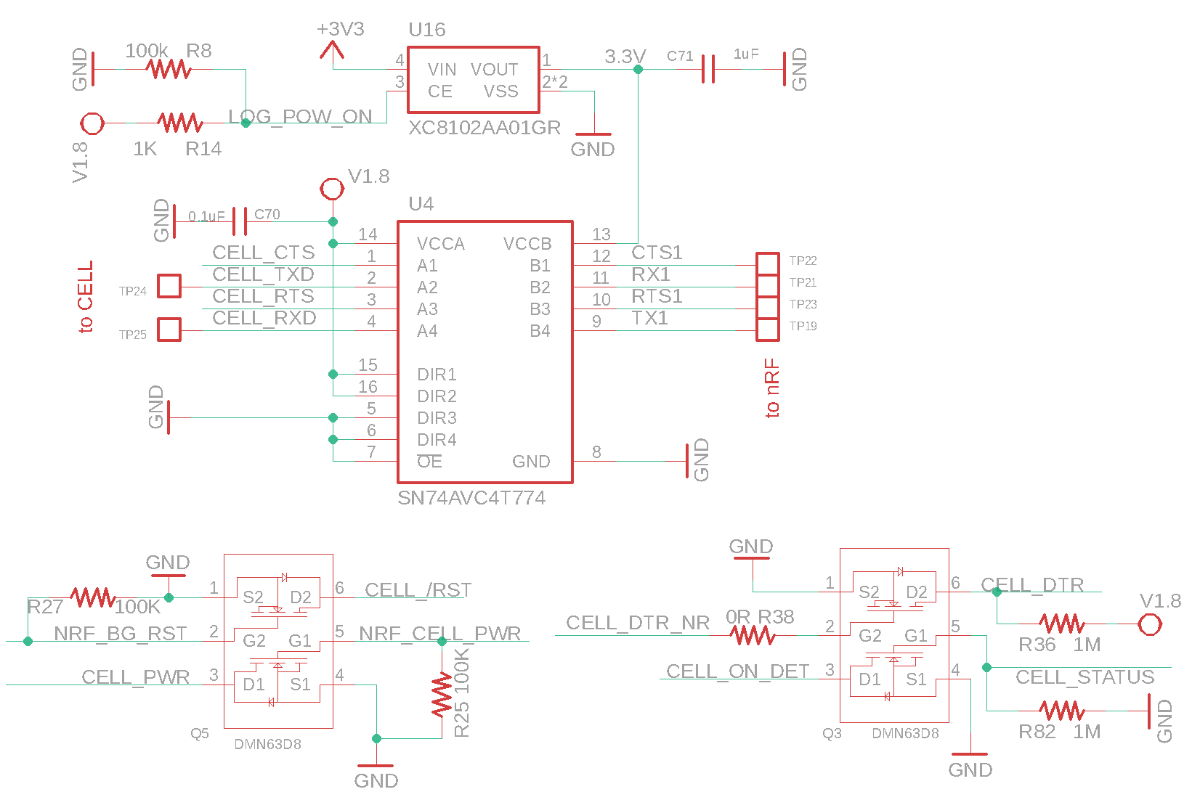 +3V3
U16
100k R8
GND
4 VIN VOUT 1
3 CE VSS 2*2
3.3V
C71
1uF
GND
LOG_POW_ON
XC8102AA01GR
GND
V1.8
1K R14
V1.8
U4
GND
0.1uF C70
14 VCCA VCCB 13
CELL_CTS 1 A1 B1 12 CTS1 TP22
CELL_TXD 2 A2 B2 11 RX1 TP21
TP24
CELL_RTS 3 A3 B3 10 RTS1 TP23
CELL_RXD 4 A4 B4 9 TX1 TP19
TP25
to CELL
to nRF
15 DIR1
16 DIR2
GND
5 DIR3
6 DIR4
7 OE GND 8
GND
SN74AVC4T774
GND
R27 100K
1 S2 D2 6 CELL_/RST
NRF_BG_RST 2 G2 G1 5 NRF_CELL_PWR
CELL_PWR 3 D1 S1 4
R25 100K
Q5 DMN63D8
GND
GND
1 S2 D2 6 CELL_DTR
CELL_DTR_NR 0R R38 2 G2 G1 5
R36 1M
V1.8
CELL_ON_DET 3 D1 S1 4
CELL_STATUS
R82 1M
GND
Q3 DMN63D8
GND